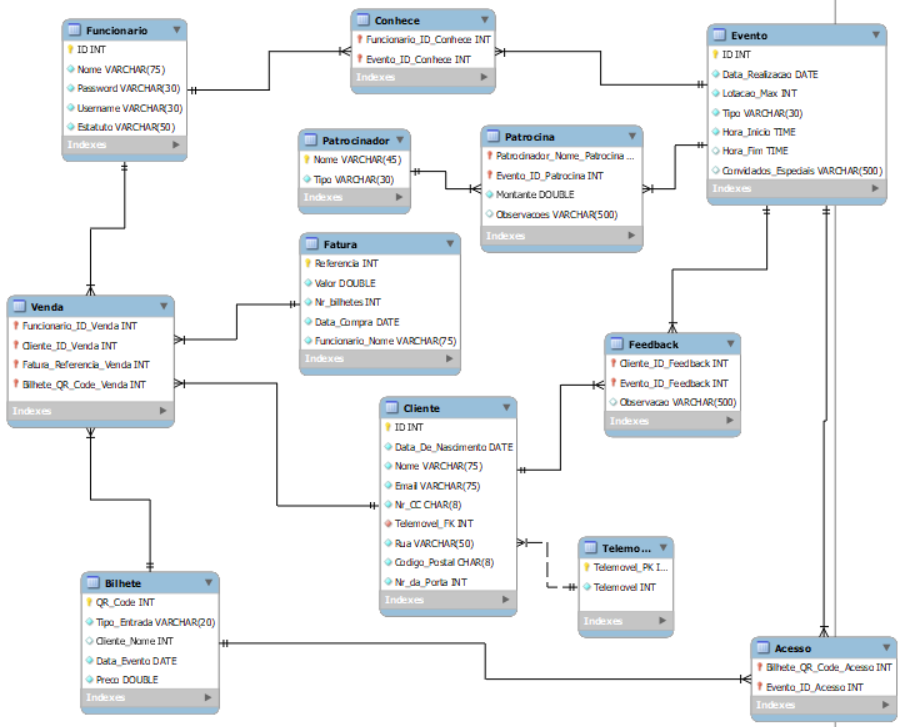 Funcionario
ID INT
Nome VARCHAR(75)
Password VARCHAR(30)
Username VARCHAR(30)
Estatuto VARCHAR(50)
Indexes
Conhece
Funcionario_ID_Conhece INT
Evento_ID_Conhece INT
Indexes
Evento
ID INT
Data_Realizacao DATE
Lotacao_Max INT
Tipo VARCHAR(30)
Hora_Inicio TIME
Hora_Fim TIME
Convidados_Especiais VARCHAR(500)
Indexes
Patrocinador
Nome VARCHAR(45)
Tipo VARCHAR(30)
Indexes
Patrocina
Patrocinador_Nome_Patrocina ...
Evento_ID_Patrocina INT
Montante DOUBLE
Observacoes VARCHAR(500)
Indexes
Fatura
Referencia INT
Valor DOUBLE
Nr_bilhetes INT
Data_Compra DATE
Funcionario_Nome VARCHAR(75)
Indexes
Venda
Funcionario_ID_Venda INT
Cliente_ID_Venda INT
Fatura_Referencia_Venda INT
Bilhete_QR_Code_Venda INT
Indexes
Feedback
Cliente_ID_Feedback INT
Evento_ID_Feedback INT
Observacao VARCHAR(500)
Indexes
Cliente
ID INT
Data_De_Nascimento DATE
Nome VARCHAR(75)
Email VARCHAR(75)
Nr_CC CHAR(8)
Telemovel_FK INT
Rua VARCHAR(50)
Codigo_Postal CHAR(8)
Nr_da_Porta INT
Indexes
Telemo...
Telemovel_PK I...
Telemovel INT
Indexes
Bilhete
QR_Code INT
Tipo_Entrada VARCHAR(20)
Cliente_Nome INT
Data_Evento DATE
Preco DOUBLE
Indexes
Acesso
Bilhete_QR_Code_Acesso INT
Evento_ID_Acesso INT
Indexes